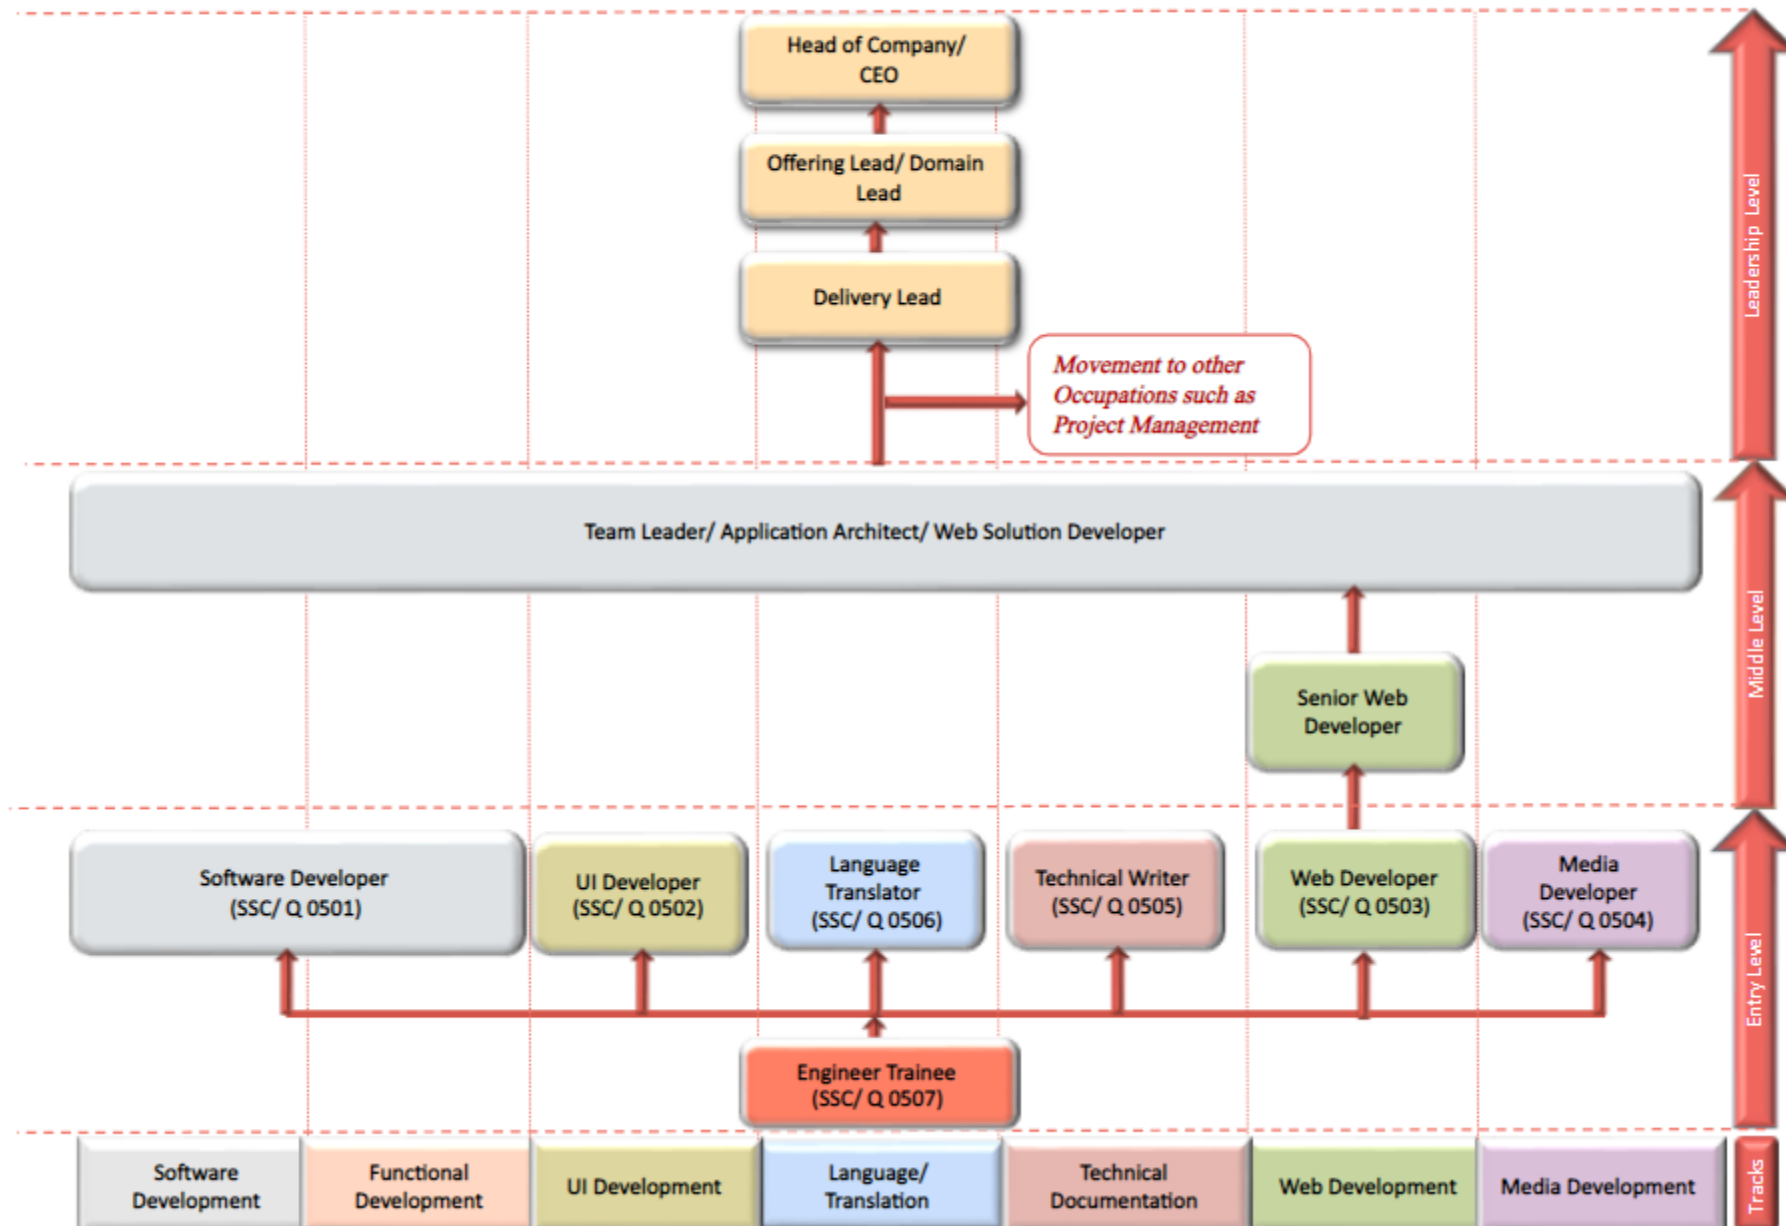 Head of Company/
CEO
Offering Lead/ Domain
Lead
Delivery Lead
Movement to other
Occupations such as
Project Management
Leadership Level
Team Leader/ Application Architect/ Web Solution Developer
Senior Web
Developer
Middle Level
Software Developer
(SSC/ Q 0501)
UI Developer
(SSC/ Q 0502)
Language
Translator
(SSC/ Q 0506)
Technical Writer
(SSC/ Q 0505)
Web Developer
(SSC/ Q 0503)
Media
Developer
(SSC/ Q 0504)
Engineer Trainee
(SSC/ Q 0507)
Entry Level
Software
Development
Functional
Development
UI Development
Language/
Translation
Technical
Documentation
Web Development
Media Development
Tracks